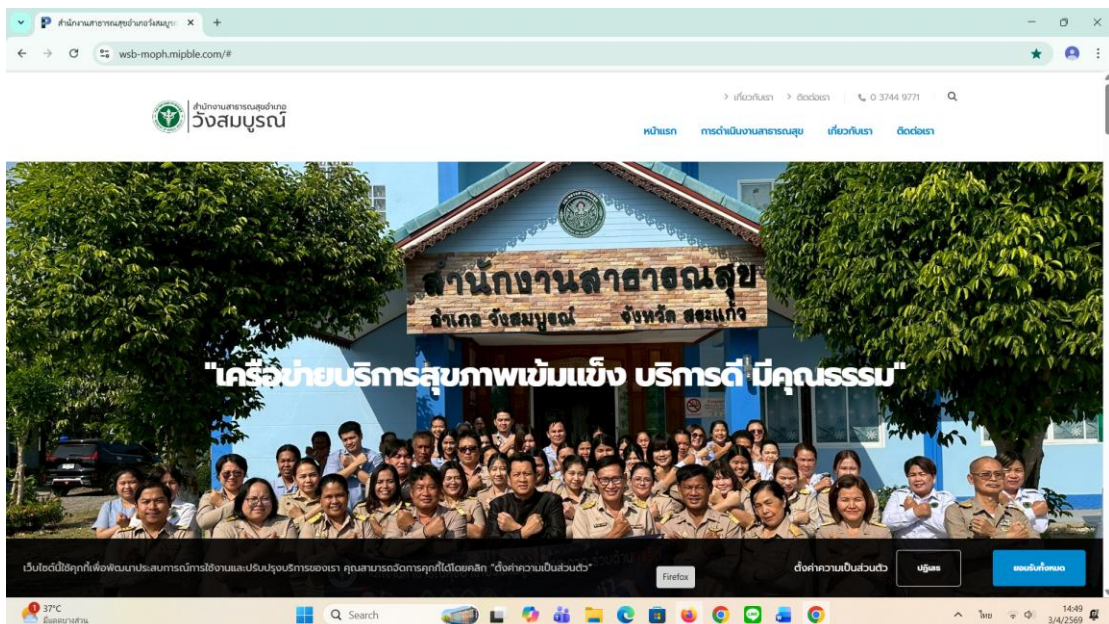 สำนักงานสาธารณสุขอำเภอวังสมบูรณ์
wsb-moph.mipble.com/#
สำนักงานสาธารณสุขอำเภอ
วังสมบูรณ์
> เกี่ยวกับเรา > ติดต่อเรา 0 3744 9771
หน้าแรก การดำเนินงานสาธารณสุข เกี่ยวกับเรา ติดต่อเรา
สำนักงานสาธารณสุข
อำเภอ วังสมบูรณ์ จังหวัด สระแก้ว
"เครือข่ายบริการสุขภาพเข้มแข็ง บริการดี มีคุณธรรม"
เว็บไซต์นี้ใช้คุกกี้เพื่อพัฒนาประสบการณ์การใช้งานและปรับปรุงบริการของเรา คุณสามารถจัดการคุกกี้ได้โดยคลิก "ตั้งค่าความเป็นส่วนตัว"
ตั้งค่าความเป็นส่วนตัว ปฏิเสธ ยอมรับทั้งหมด
Firefox
37°C
มีแดดบางส่วน
Search
ไทย
14:49
3/4/2569